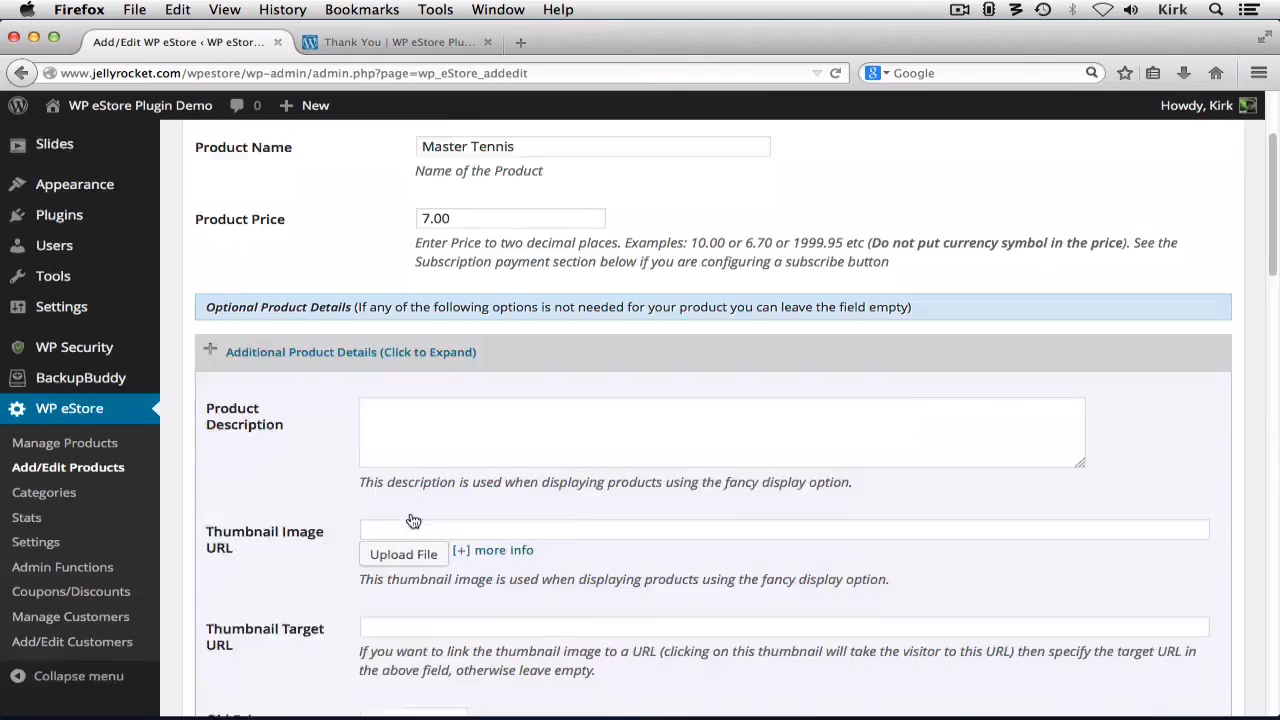 Firefox File Edit View History Bookmarks Tools Window Help Kirk
Add/Edit WP eStore ‹ WP eStor... Thank You | WP eStore Plu...
www.jellyrocket.com/wpestore/wp-admin/admin.php?page=wp_eStore_addedit Google
WP eStore Plugin Demo 0 New Howdy, Kirk
Slides
Appearance
Plugins
Users
Tools
Settings
WP Security
BackupBuddy
WP eStore
Manage Products
Add/Edit Products
Categories
Stats
Settings
Admin Functions
Coupons/Discounts
Manage Customers
Add/Edit Customers
Collapse menu
Product Name Master Tennis
Name of the Product
Product Price 7.00
Enter Price to two decimal places. Examples: 10.00 or 6.70 or 1999.95 etc (Do not put currency symbol in the price). See the
Subscription payment section below if you are configuring a subscribe button
Optional Product Details (If any of the following options is not needed for your product you can leave the field empty)
Additional Product Details (Click to Expand)
Product
Description
This description is used when displaying products using the fancy display option.
Thumbnail Image
URL
Upload File [+] more info
This thumbnail image is used when displaying products using the fancy display option.
Thumbnail Target
URL
If you want to link the thumbnail image to a URL (clicking on this thumbnail will take the visitor to this URL) then specify the target URL in
the above field, otherwise leave empty.